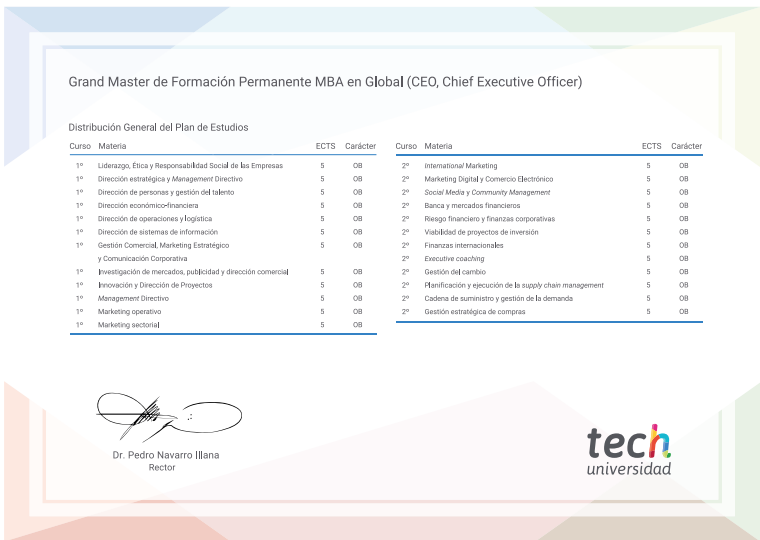 Grand Master de Formación Permanente MBA en Global (CEO, Chief Executive Officer)
Distribución General del Plan de Estudios
Curso Materia ECTS Carácter
1º Liderazgo, Ética y Responsabilidad Social de las Empresas 5 OB
1º Dirección estratégica y Management Directivo 5 OB
1º Dirección de personas y gestión del talento 5 OB
1º Dirección económico-financiera 5 OB
1º Dirección de operaciones y logística 5 OB
1º Dirección de sistemas de información 5 OB
1º Gestión Comercial, Marketing Estratégico 5 OB
y Comunicación Corporativa
1º Investigación de mercados, publicidad y dirección comercial 5 OB
1º Innovación y Dirección de Proyectos 5 OB
1º Management Directivo 5 OB
1º Marketing operativo 5 OB
1º Marketing sectorial 5 OB
Curso Materia ECTS Carácter
2º International Marketing 5 OB
2º Marketing Digital y Comercio Electrónico 5 OB
2º Social Media y Community Management 5 OB
2º Banca y mercados financieros 5 OB
2º Riesgo financiero y finanzas corporativas 5 OB
2º Viabilidad de proyectos de inversión 5 OB
2º Finanzas internacionales 5 OB
2º Executive coaching 5 OB
2º Gestión del cambio 5 OB
2º Planificación y ejecución de la supply chain management 5 OB
2º Cadena de suministro y gestión de la demanda 5 OB
2º Gestión estratégica de compras 5 OB
Dr. Pedro Navarro Illana
Rector
tech
universidad